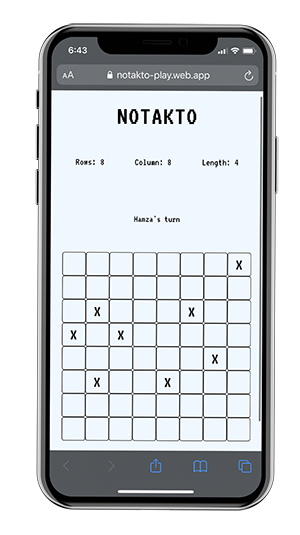 6:43
AA notakto-play.web.app
NOTAKTO
Rows: 8 Column: 8 Length: 4
Hamza's turn
X
X X
X X
X
X X